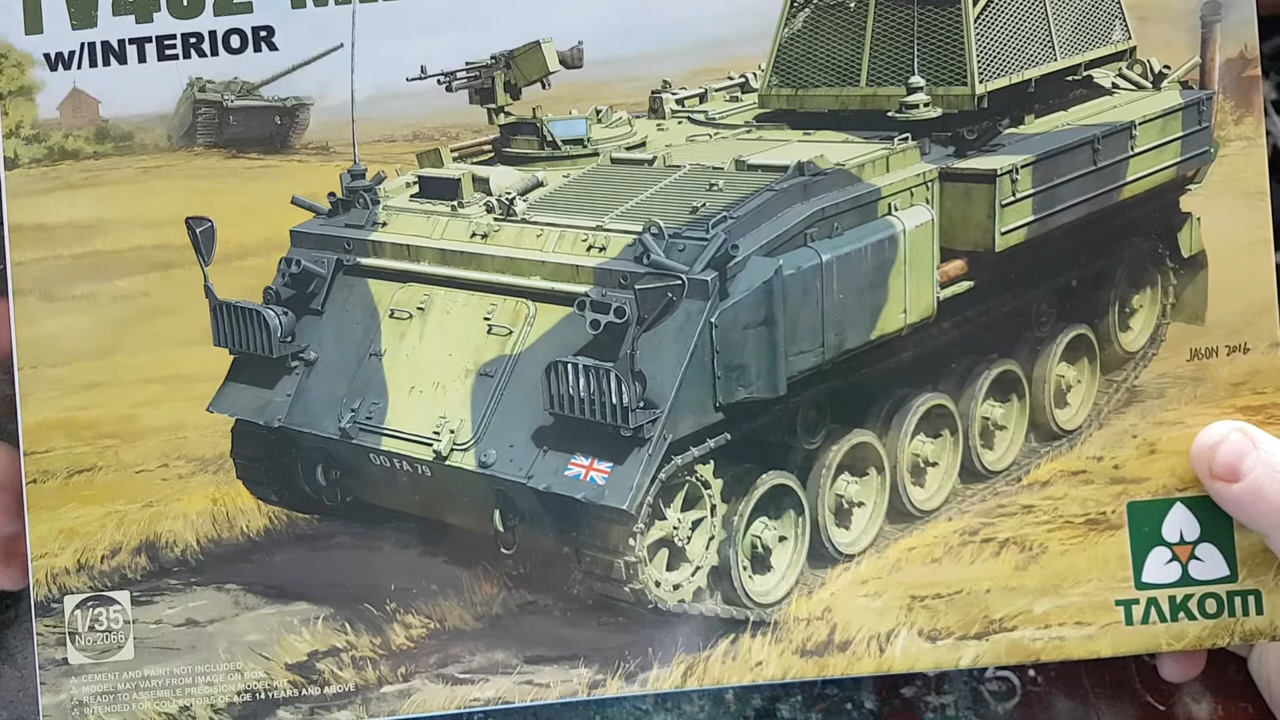 w/INTERIOR
00 FA 79
JASON 2016
1/35
No.2066
TAKOM
CEMENT AND PAINT NOT INCLUDED
MODEL MAY VARY FROM IMAGE ON BOX
READY TO ASSEMBLE PRECISION MODEL KIT
INTENDED FOR COLLECTORS OF AGE 14 YEARS AND ABOVE